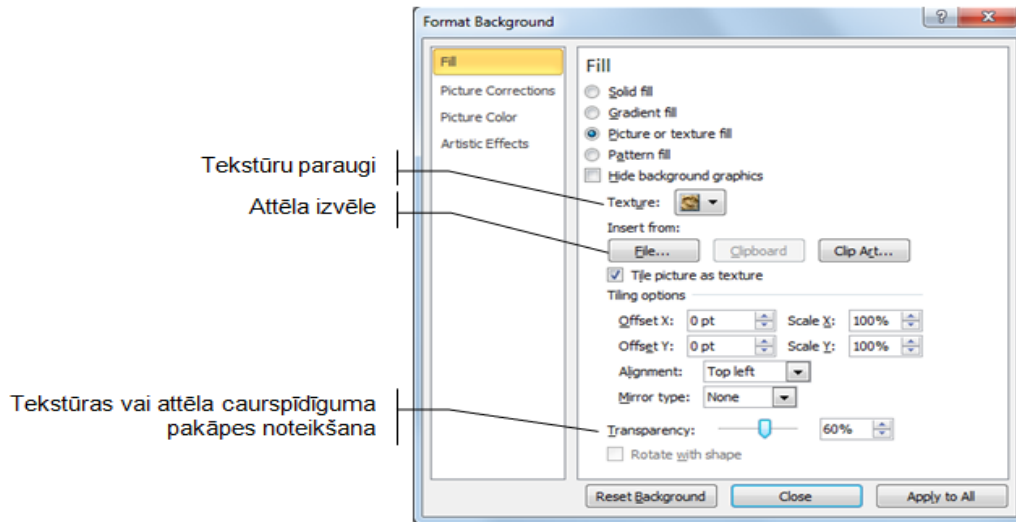 Format Background
Fill
Picture Corrections
Picture Color
Artistic Effects
Fill
Solid fill
Gradient fill
Picture or texture fill
Pattern fill
Hide background graphics
Texture:
Insert from:
File...
Clipboard
Clip Art...
Tile picture as texture
Tiling options
Offset X: 0 pt Scale X: 100%
Offset Y: 0 pt Scale Y: 100%
Alignment: Top left
Mirror type: None
Transparency: 60%
Rotate with shape
Reset Background
Close
Apply to All
Tekstūru paraugi
Attēla izvēle
Tekstūras vai attēla caurspīdīguma
pakāpes noteikšana